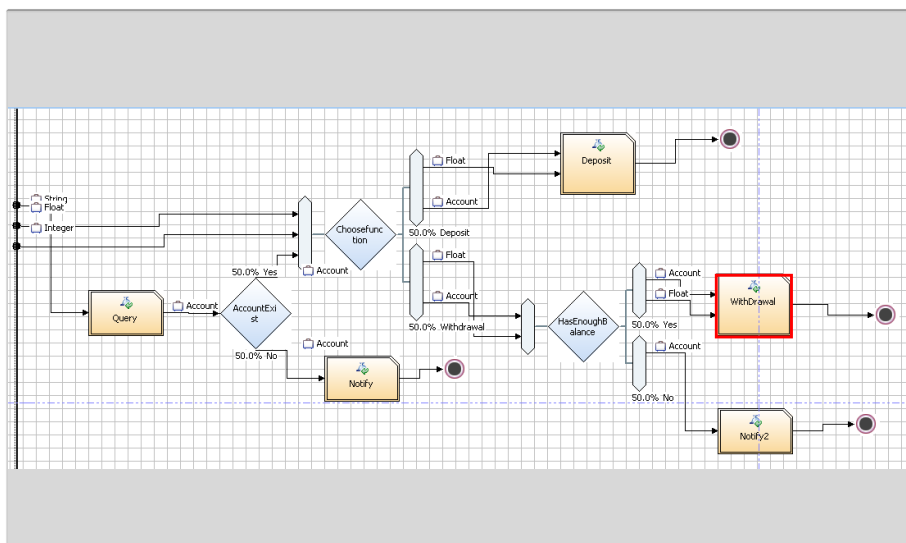 Deposit
Float
Account
50.0% Deposit
String
Float
Integer
Choosefunc
tion
Float
50.0% Yes
Account
Account
Float
Account
50.0% Withdrawal
Account
AccountExi
st
Query
HasEnoughB
alance
50.0% Yes
WithDrawal
50.0% No
Account
Account
Notify
50.0% No
Notify2